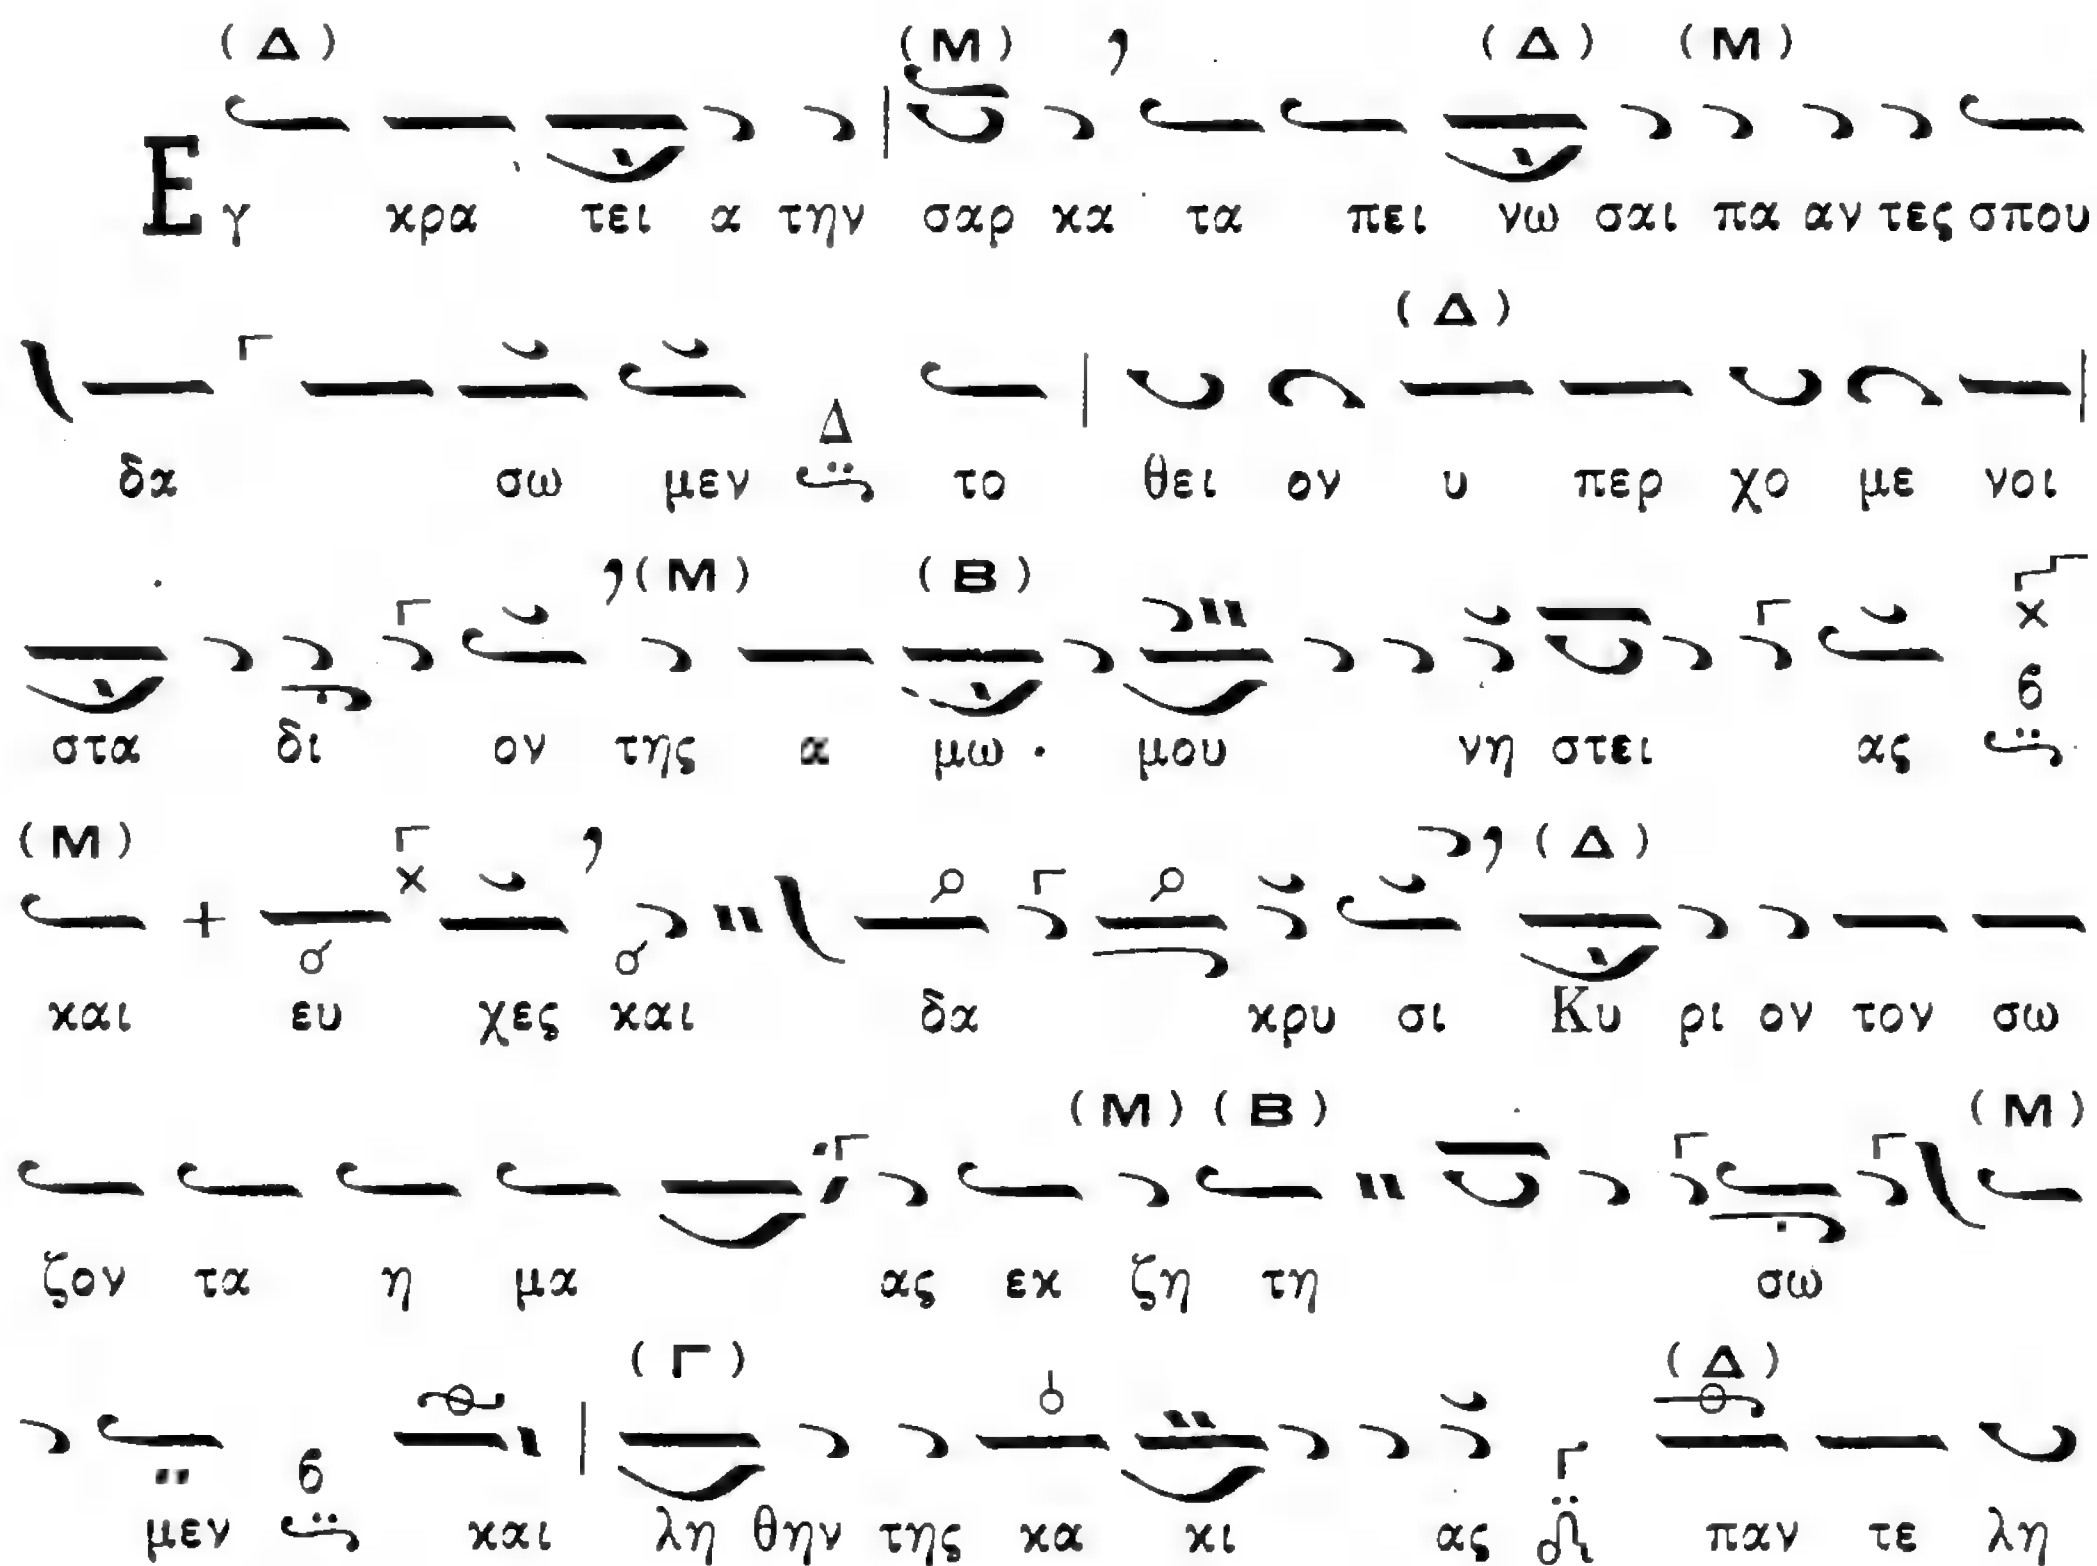 (Δ) (Μ) (Δ) (Μ)
Εγ κρα τει α την σαρ κα τα πει νω σαι πα αν τες σπου
(Δ)
δα σω μεν Δ το θει ον υ περ χο με νοι
(Μ) (Β)
στα δι ον της α μω μου νη στει ας β
(Μ) (Δ)
και ευ χες και δα κρυ σι Κυ ρι ον τον σω
(Μ) (Β) (Μ)
ζον τα η μα ας εκ ζη τη σω
(Γ) (Δ)
μεν β και λη θην της κα κι ας Γ παν τε λη